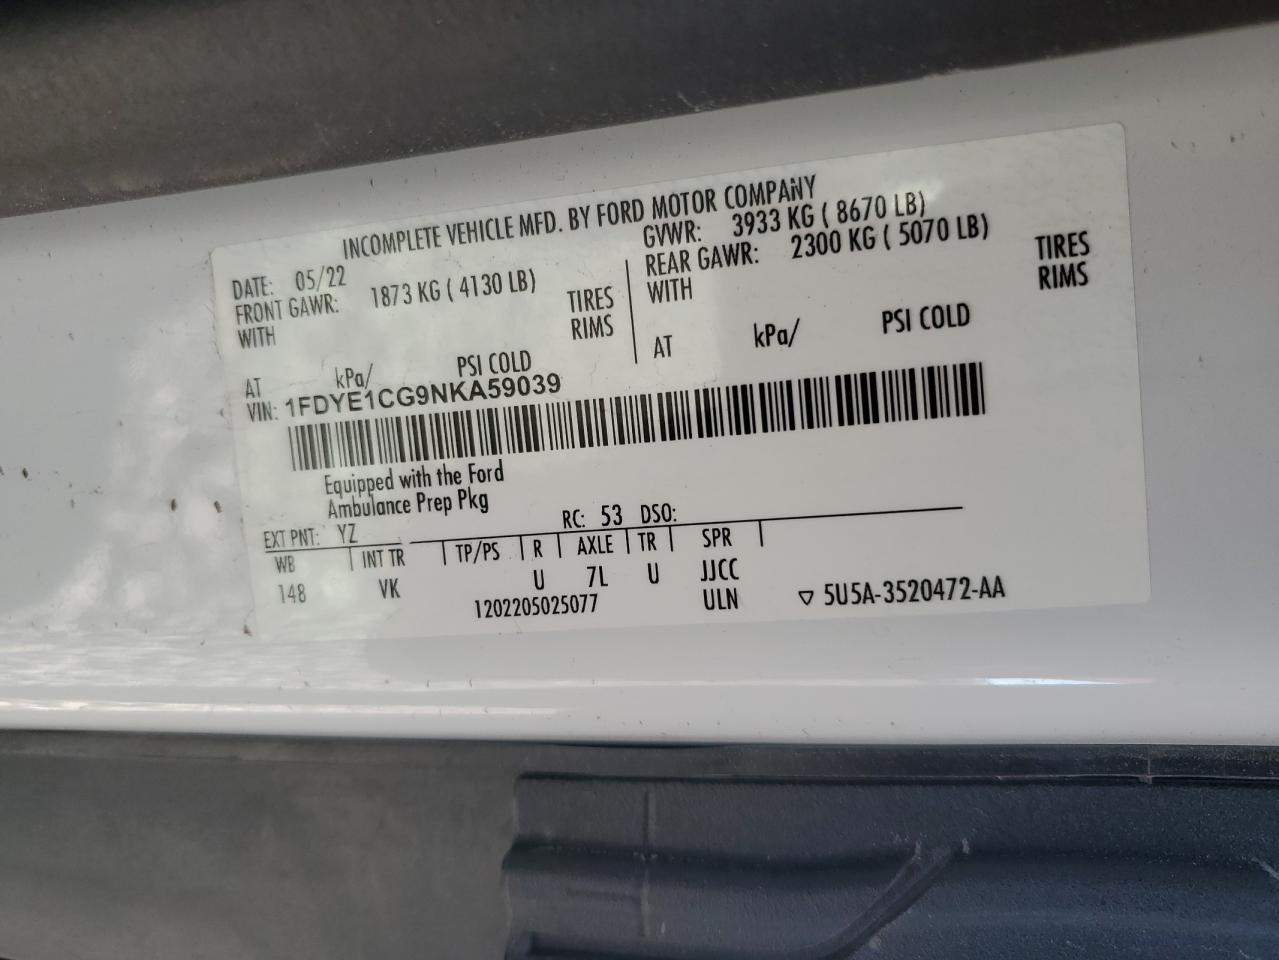 INCOMPLETE VEHICLE MFD. BY FORD MOTOR COMPANY
DATE: 05/22
GVWR: 3933 KG ( 8670 LB)
FRONT GAWR: 1873 KG ( 4130 LB)
REAR GAWR: 2300 KG ( 5070 LB)
WITH TIRES
RIMS
WITH TIRES
RIMS
AT kPa/ PSI COLD
AT kPa/ PSI COLD
VIN: 1FDYE1CG9NKA59039
Equipped with the Ford
Ambulance Prep Pkg
EXT PNT: YZ RC: 53 DSO:
WB INT TR TP/PS R AXLE TR SPR
148 VK U 7L U JJCC
1202205025077 ULN ▽ 5U5A-3520472-AA